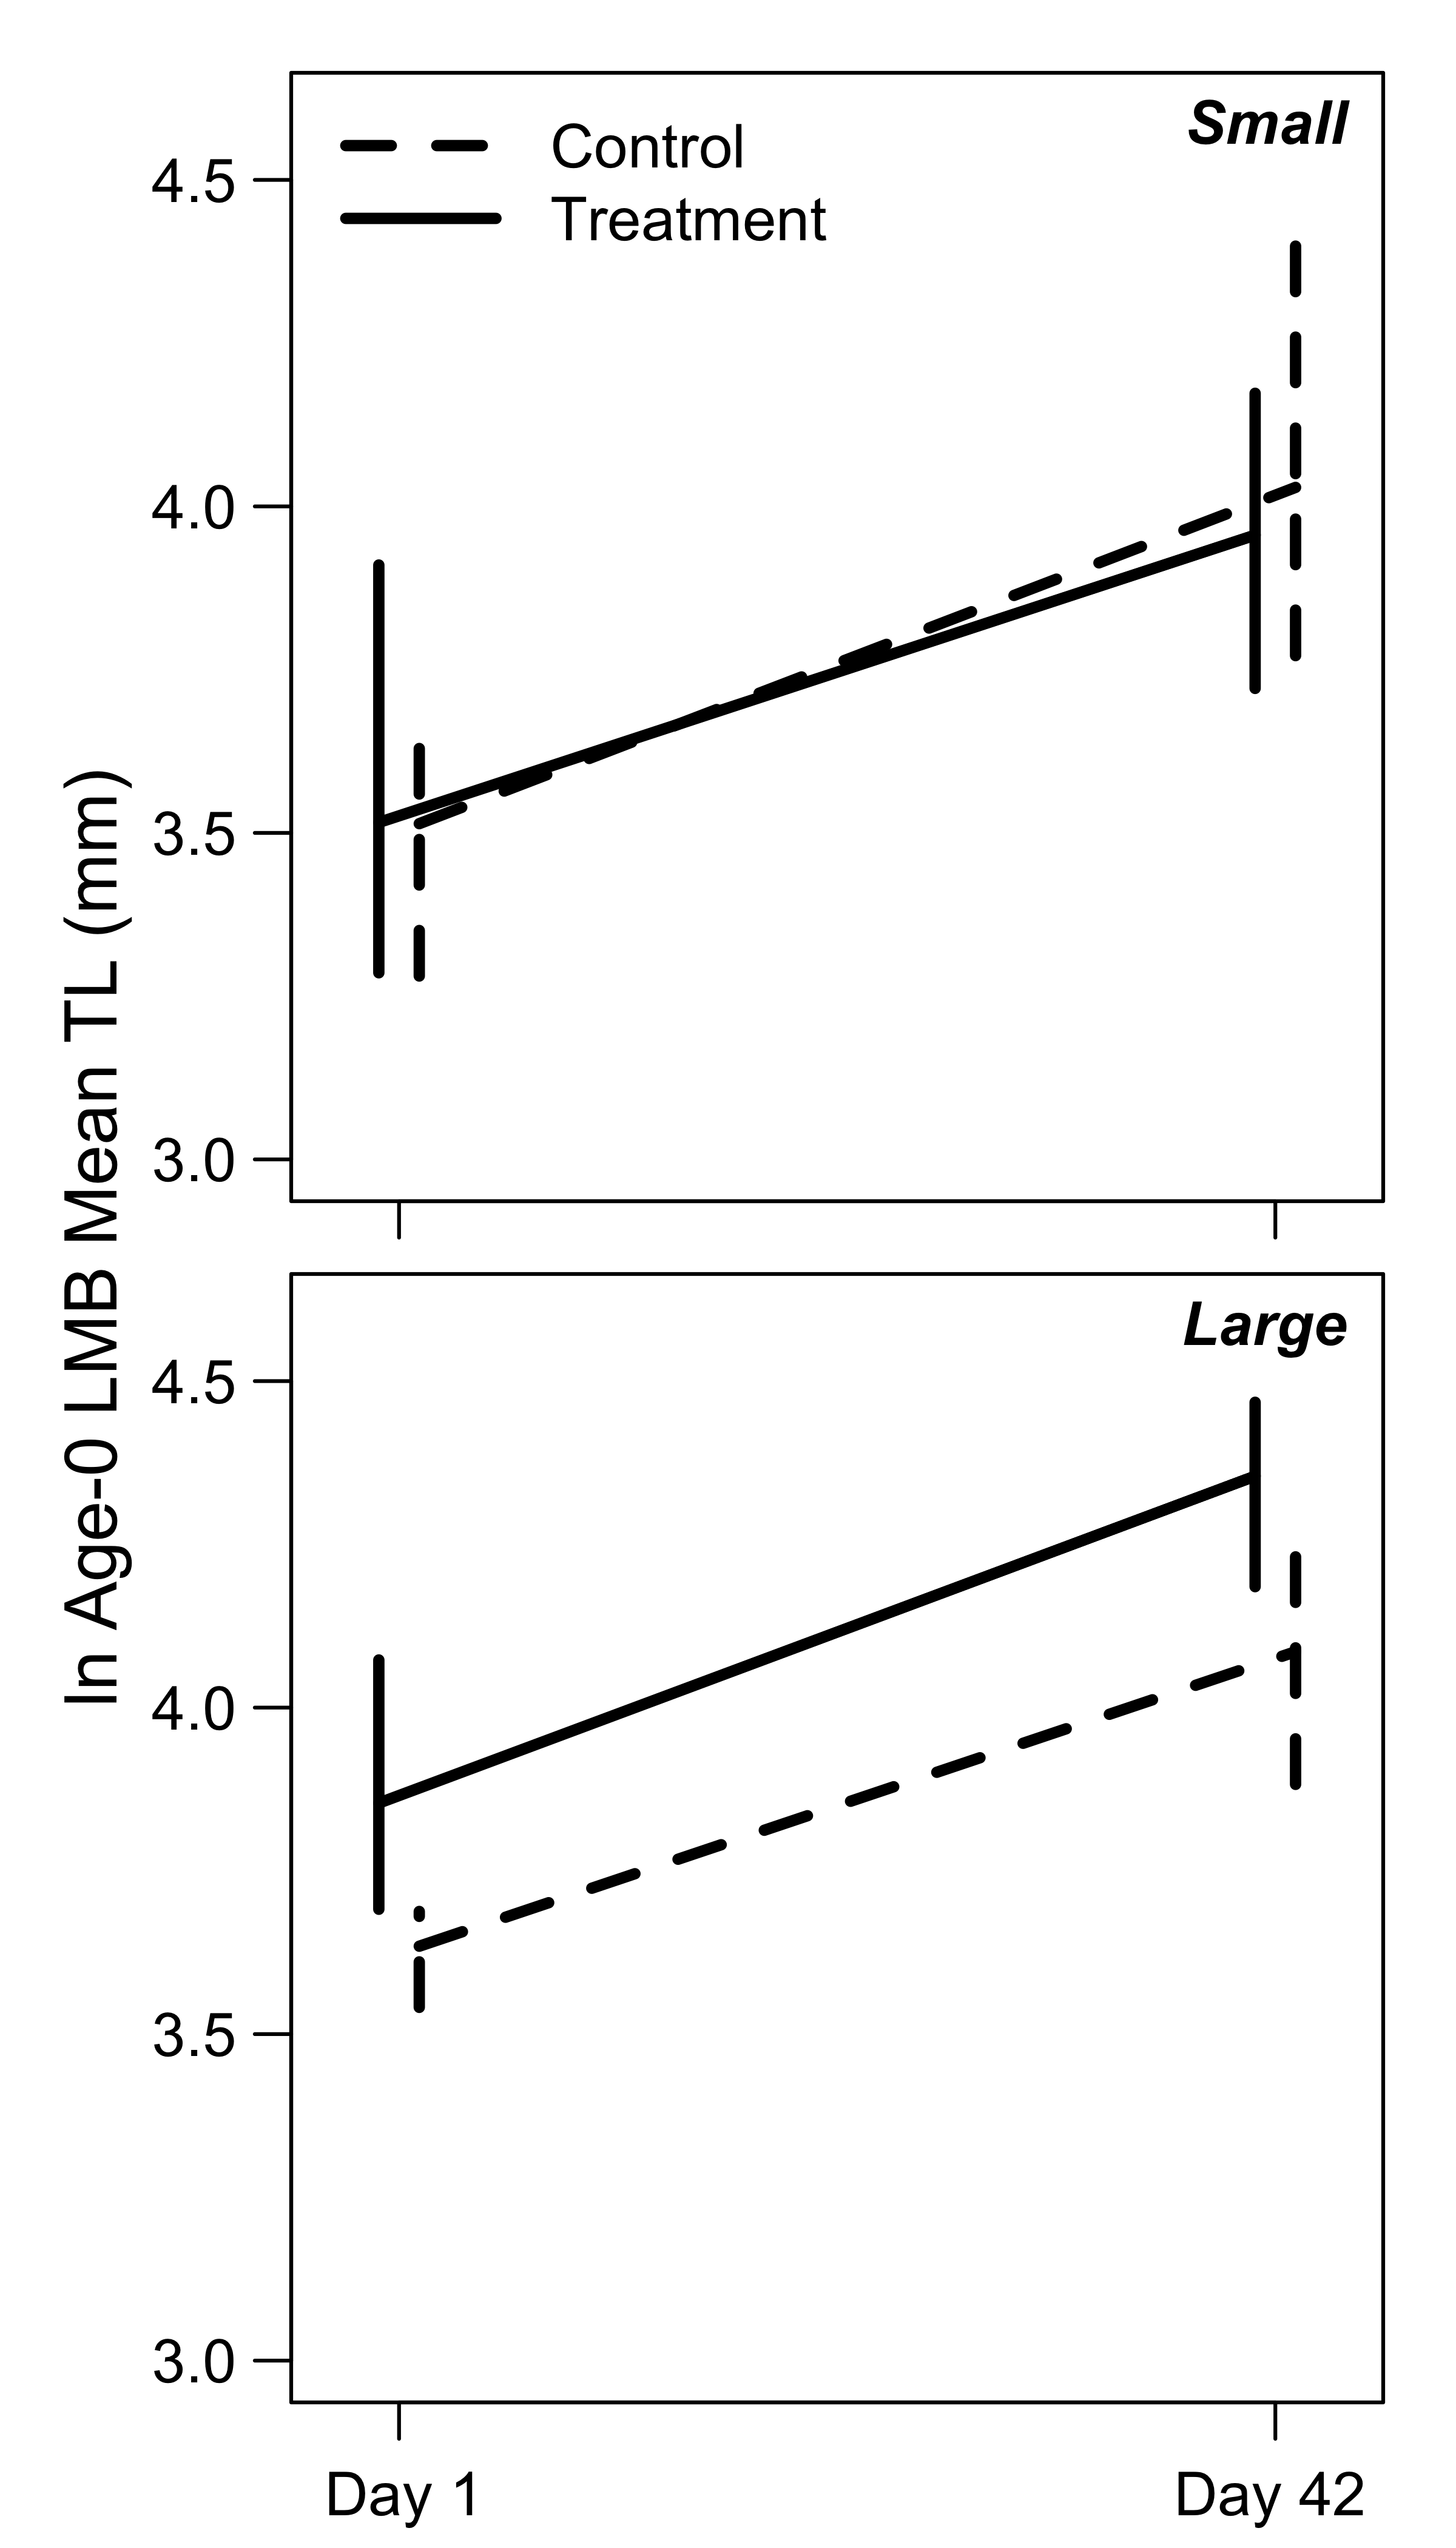 Small
Control
Treatment
4.5
4.0
3.5
3.0
ln Age-0 LMB Mean TL (mm)
Large
4.5
4.0
3.5
3.0
Day 1
Day 42